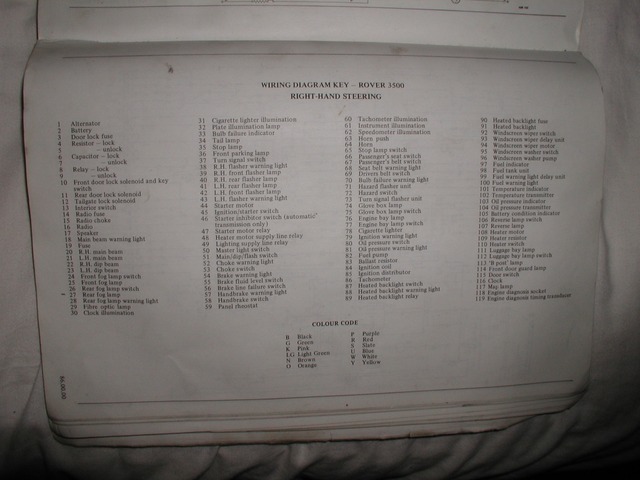 WIRING DIAGRAM KEY — ROVER 3500
RIGHT-HAND STEERING
1 Alternator
2 Battery
3 Door lock fuse
4 Resistor — lock
5 — unlock
6 Capacitor — lock
7 — unlock
8 Relay — lock
9 — unlock
10 Front door lock solenoid and key
switch
11 Rear door lock solenoid
12 Tailgate lock solenoid
13 Interior switch
14 Radio fuse
15 Radio choke
16 Radio
17 Speaker
18 Main beam warning light
19 Fuse
20 R.H. main beam
21 L.H. main beam
22 R.H. dip beam
23 L.H. dip beam
24 Front fog switch
25 Front fog lamp
26 Rear fog lamp switch
27 Rear fog lamp
28 Rear fog lamp warning light
29 Fibre optic lamp
30 Clock illumination
31 Cigarette lighter illumination
32 Plate illumination lamp
33 Bulb failure indicator
34 Tail lamp
35 Stop lamp
36 Front parking lamp
37 Turn signal switch
38 R.H. flasher warning light
39 R.H. front flasher lamp
40 R.H. rear flasher lamp
41 L.H. rear flasher lamp
42 L.H. front flasher lamp
43 L.H. flasher warning light
44 Starter motor
45 Ignition/starter switch
46 Starter inhibitor switch (automatic
transmission only)
47 Starter motor relay
48 Heater motor supply line relay
49 Lighting supply line relay
50 Master light switch
51 Main/dip/flash switch
52 Choke warning light
53 Choke switch
54 Brake warning light
55 Brake fluid level switch
56 Brake line failure switch
57 Handbrake warning light
58 Handbrake switch
59 Panel rheostat
60 Tachometer illumination
61 Instrument illumination
62 Speedometer illumination
63 Horn push
64 Horn
65 Stop lamp switch
66 Passenger's seat switch
67 Passenger's belt switch
68 Seat belt warning light
69 Drivers belt switch
70 Bulb failure warning light
71 Hazard flasher unit
72 Hazard switch
73 Turn signal flasher unit
74 Glove box lamp
75 Glove box lamp switch
76 Engine bay lamp
77 Engine bay lamp switch
78 Cigarette lighter
79 Ignition warning light
80 Oil pressure switch
81 Oil pressure warning light
82 Fuel pump
83 Ballast resistor
84 Ignition coil
85 Ignition distributor
86 Tachometer
87 Heated backlight switch
88 Heated backlight warning light
89 Heated backlight relay
90 Heated backlight fuse
91 Heated backlight
92 Windscreen wiper switch
93 Windscreen wiper delay unit
94 Windscreen wiper motor
95 Windscreen washer switch
96 Windscreen washer pump
97 Fuel indicator
98 Fuel tank unit
99 Fuel warning light delay unit
100 Fuel warning light
101 Temperature indicator
102 Temperature transmitter
103 Oil pressure indicator
104 Oil pressure transmitter
105 Battery condition indicator
106 Reverse lamp switch
107 Reverse lamp
108 Heater motor
109 Heater resistor
110 Heater switch
111 Luggage bay lamp
112 Luggage bay lamp switch
113 'B post' lamp
114 Front door guard lamp
115 Door switch
116 Clock
117 Map lamp
118 Engine diagnosis socket
119 Engine diagnosis timing transducer
COLOUR CODE
B Black
G Green
K Pink
LG Light Green
N Brown
O Orange
P Purple
R Red
S Slate
U Blue
W White
Y Yellow